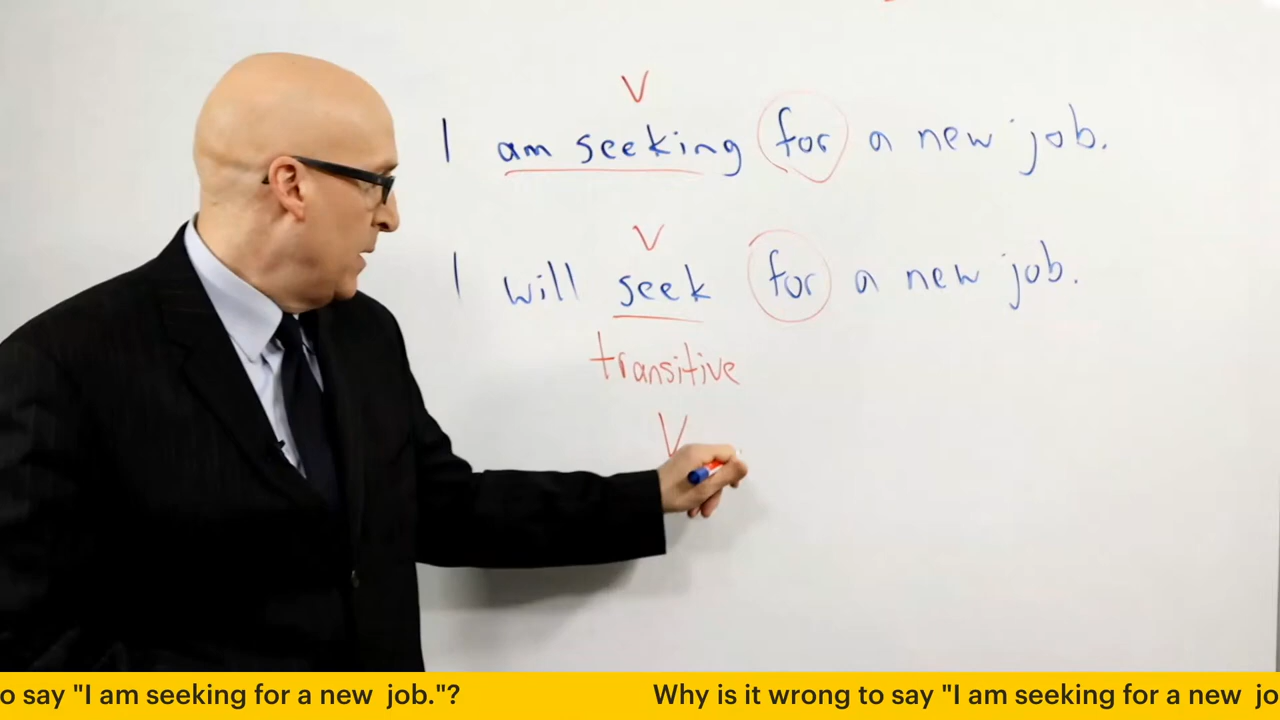 V
I am seeking for a new job.
V
I will seek for a new job.
transitive
V
o say "I am seeking for a new job."? Why is it wrong to say "I am seeking for a new jo